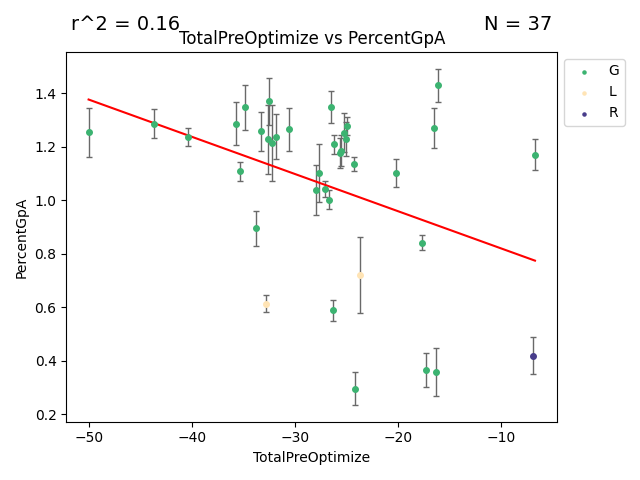 r^2 = 0.16
N = 37
TotalPreOptimize vs PercentGpA
G
L
R
PercentGpA
1.4
1.2
1.0
0.8
0.6
0.4
0.2
−50
−40
−30
−20
−10
TotalPreOptimize